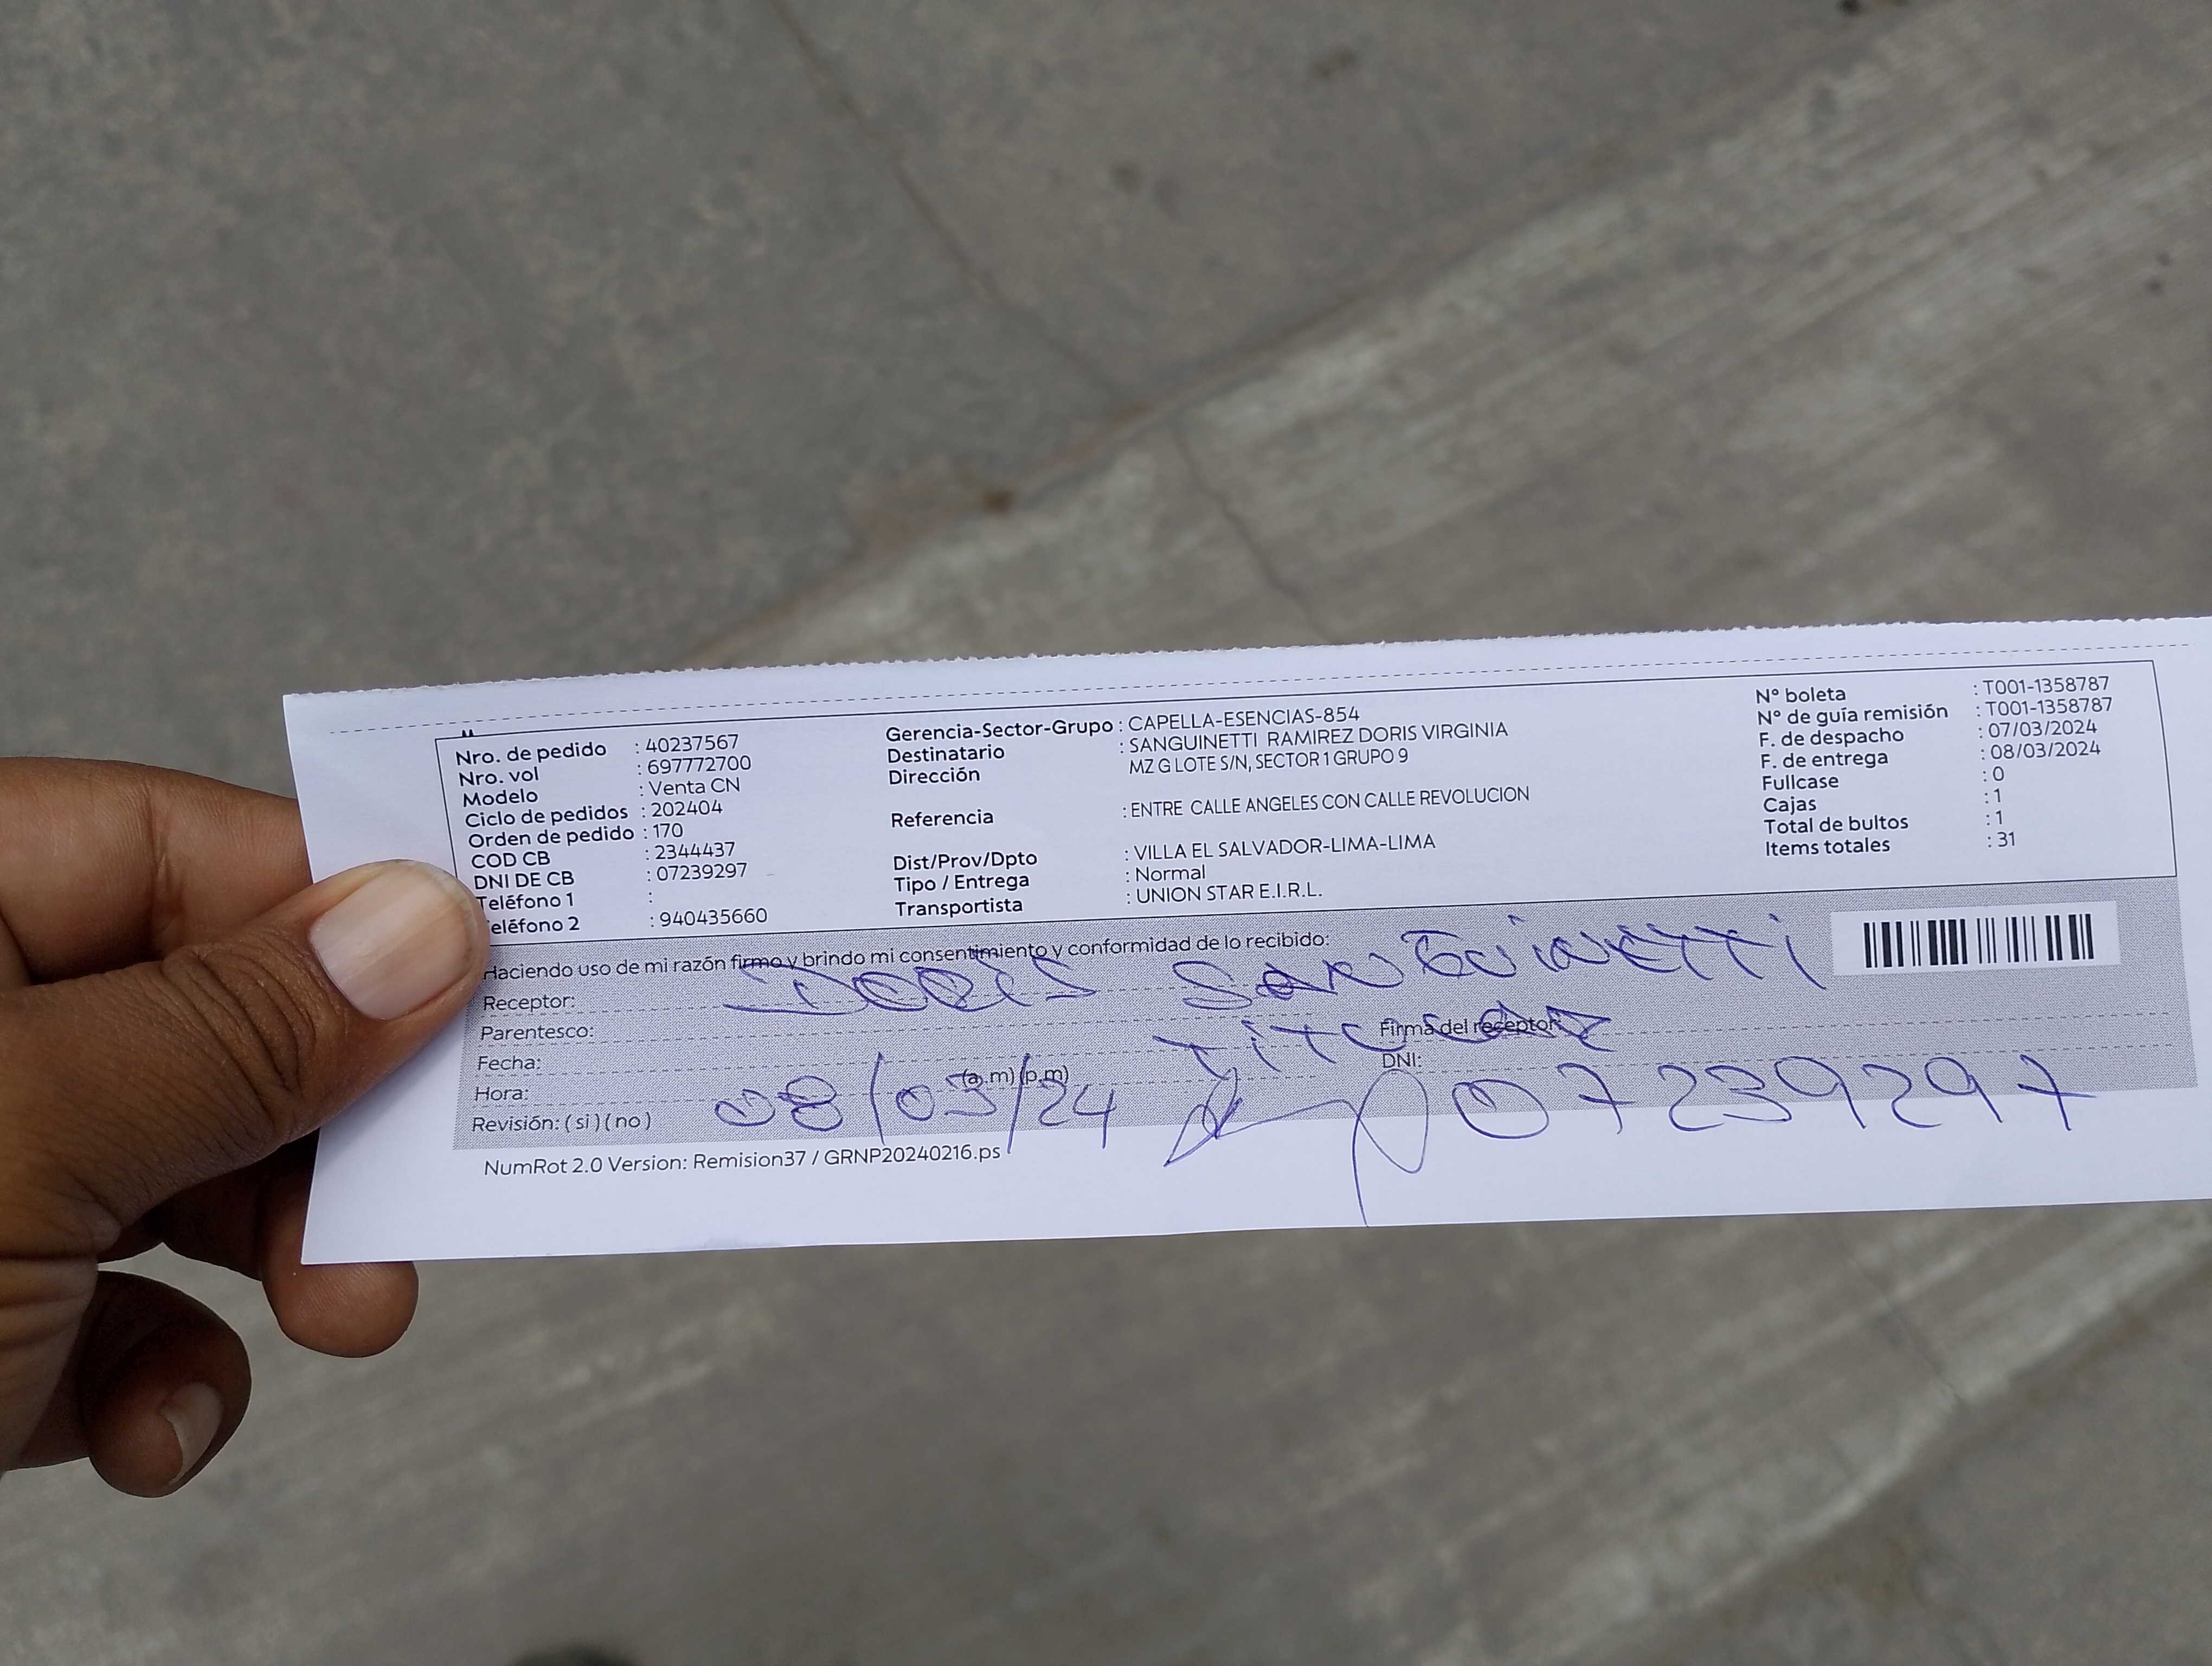 Nro. de pedido : 40237567
Nro. vol : 697772700
Modelo : Venta CN
Ciclo de pedidos : 202404
Orden de pedido : 170
COD CB : 2344437
DNI DE CB : 07239297
Teléfono 1 :
eléfono 2 : 940435660
Gerencia-Sector-Grupo : CAPELLA-ESENCIAS-854
Destinatario : SANGUINETTI RAMIREZ DORIS VIRGINIA
Dirección MZ G LOTE S/N, SECTOR 1 GRUPO 9
Referencia : ENTRE CALLE ANGELES CON CALLE REVOLUCION
Dist/Prov/Dpto : VILLA EL SALVADOR-LIMA-LIMA
Tipo / Entrega : Normal
Transportista : UNION STAR E.I.R.L.
N° boleta : T001-1358787
N° de guía remisión : T001-1358787
F. de despacho : 07/03/2024
F. de entrega : 08/03/2024
Fullcase : 0
Cajas : 1
Total de bultos : 1
Items totales : 31
Haciendo uso de mi razón firmo y brindo mi consentimiento y conformidad de lo recibido:
Receptor: DORIS SANGUINETTI
Parentesco: TITULAR Firma del receptor:
Fecha: DNI:
Hora: (a.m) (p.m)
Revisión: ( si ) ( no ) 08/03/24 07239297
NumRot 2.0 Version: Remision37 / GRNP20240216.ps